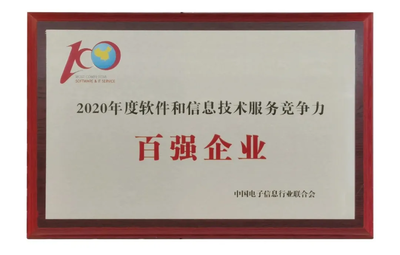 2020年度软件和信息技术服务竞争力
百强企业
中国电子信息行业联合会